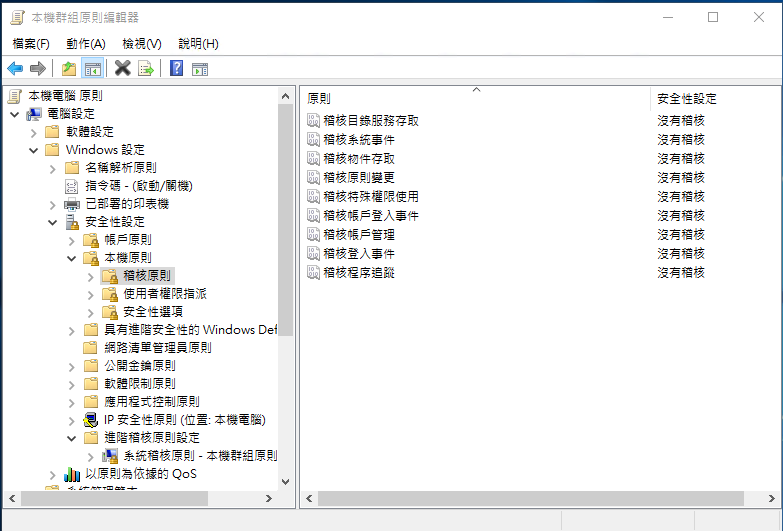 本機群組原則編輯器
檔案(F) 動作(A) 檢視(V) 說明(H)
本機電腦 原則
電腦設定
軟體設定
Windows 設定
名稱解析原則
指令碼 - (啟動/關機)
已部署的印表機
安全性設定
帳戶原則
本機原則
稽核原則
使用者權限指派
安全性選項
具有進階安全性的 Windows Def
網路清單管理員原則
公開金鑰原則
軟體限制原則
應用程式控制原則
IP 安全性原則 (位置: 本機電腦)
進階稽核原則設定
系統稽核原則 - 本機群組原則
以原則為依據的 QoS
原則 安全性設定
稽核目錄服務存取 沒有稽核
稽核系統事件 沒有稽核
稽核物件存取 沒有稽核
稽核原則變更 沒有稽核
稽核特殊權限使用 沒有稽核
稽核帳戶登入事件 沒有稽核
稽核帳戶管理 沒有稽核
稽核登入事件 沒有稽核
稽核程序追蹤 沒有稽核